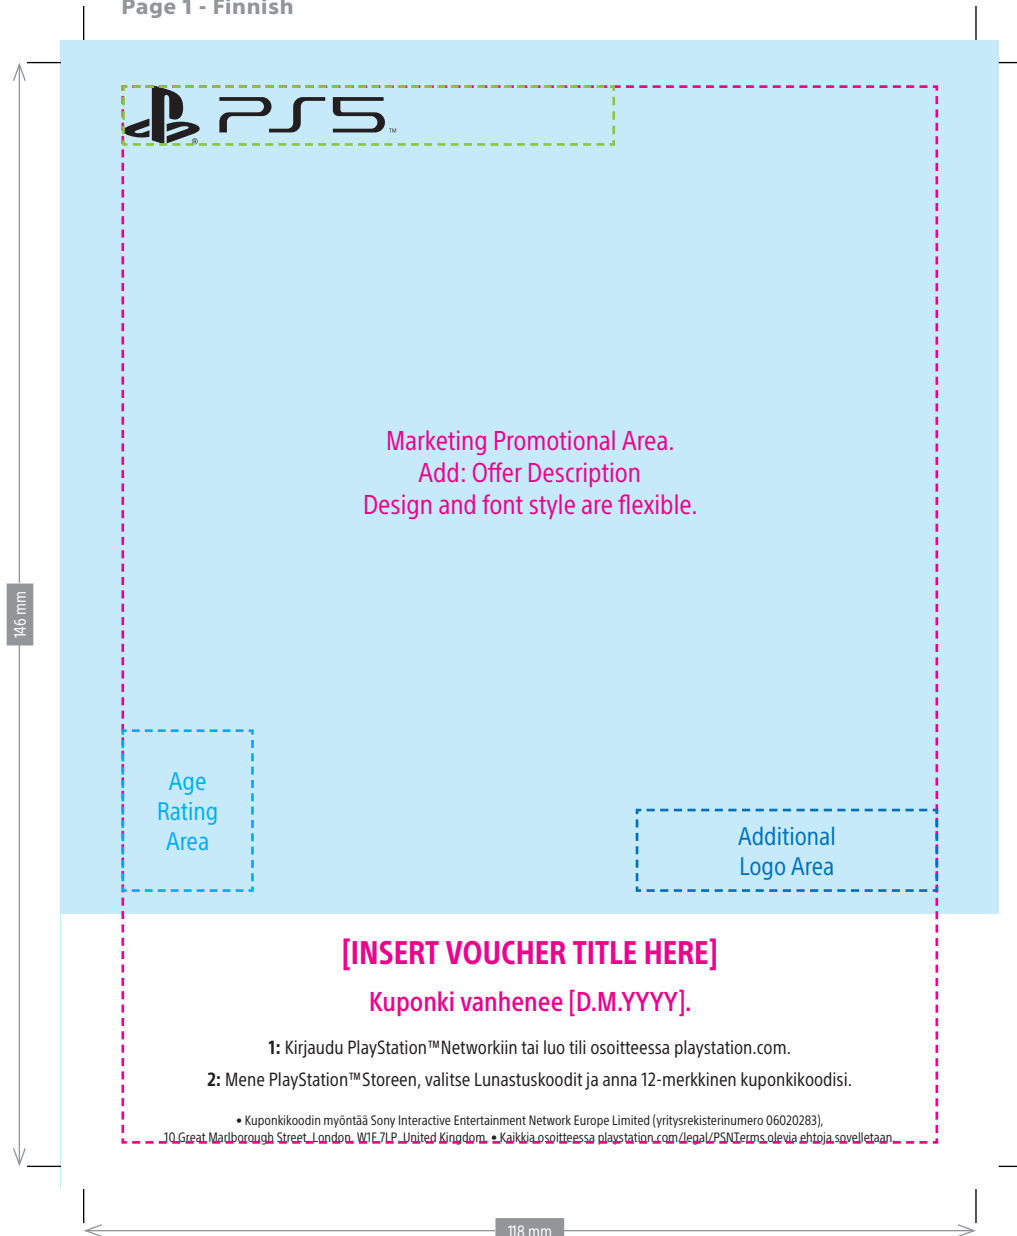 Page 1 - Finnish
PS5™
®
Marketing Promotional Area.
Add: Offer Description
Design and font style are flexible.
146 mm
Age
Rating
Area
Additional
Logo Area
[INSERT VOUCHER TITLE HERE]
Kuponki vanhenee [D.M.YYYY].
1: Kirjaudu PlayStation™Networkiin tai luo tili osoitteessa playstation.com.
2: Mene PlayStation™Storeen, valitse Lunastuskoodit ja anna 12-merkkinen kuponkikoodisi.
• Kuponkikoodin myöntää Sony Interactive Entertainment Network Europe Limited (yritysrekisterinumero 06020283),
10 Great Marlborough Street, London, W1F 7LP, United Kingdom. • Kaikkia osoitteessa playstation.com/legal/PSNTerms olevia ehtoja sovelletaan.
118 mm